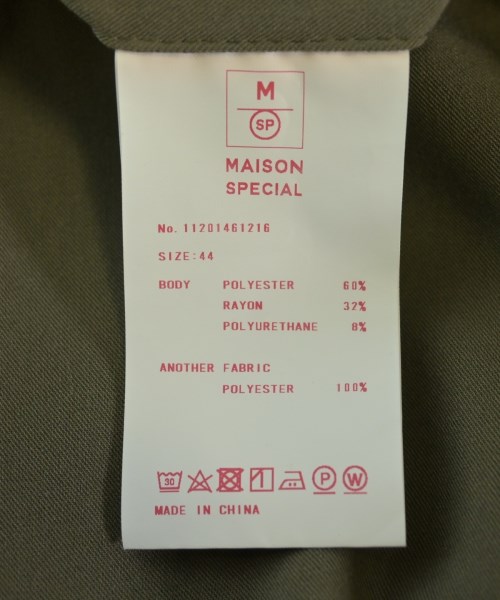 M
SP
MAISON
SPECIAL
No. 11201461216
SIZE:44
BODY POLYESTER 60%
RAYON 32%
POLYURETHANE 8%
ANOTHER FABRIC
POLYESTER 100%
30 P W
MADE IN CHINA